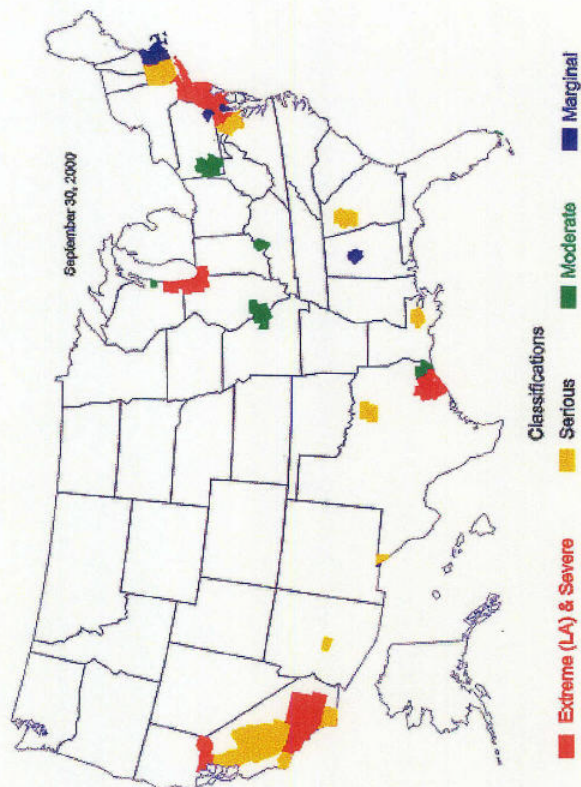 September 30, 2000
Classifications
Extreme (LA) & Severe
Serious
Moderate
Marginal